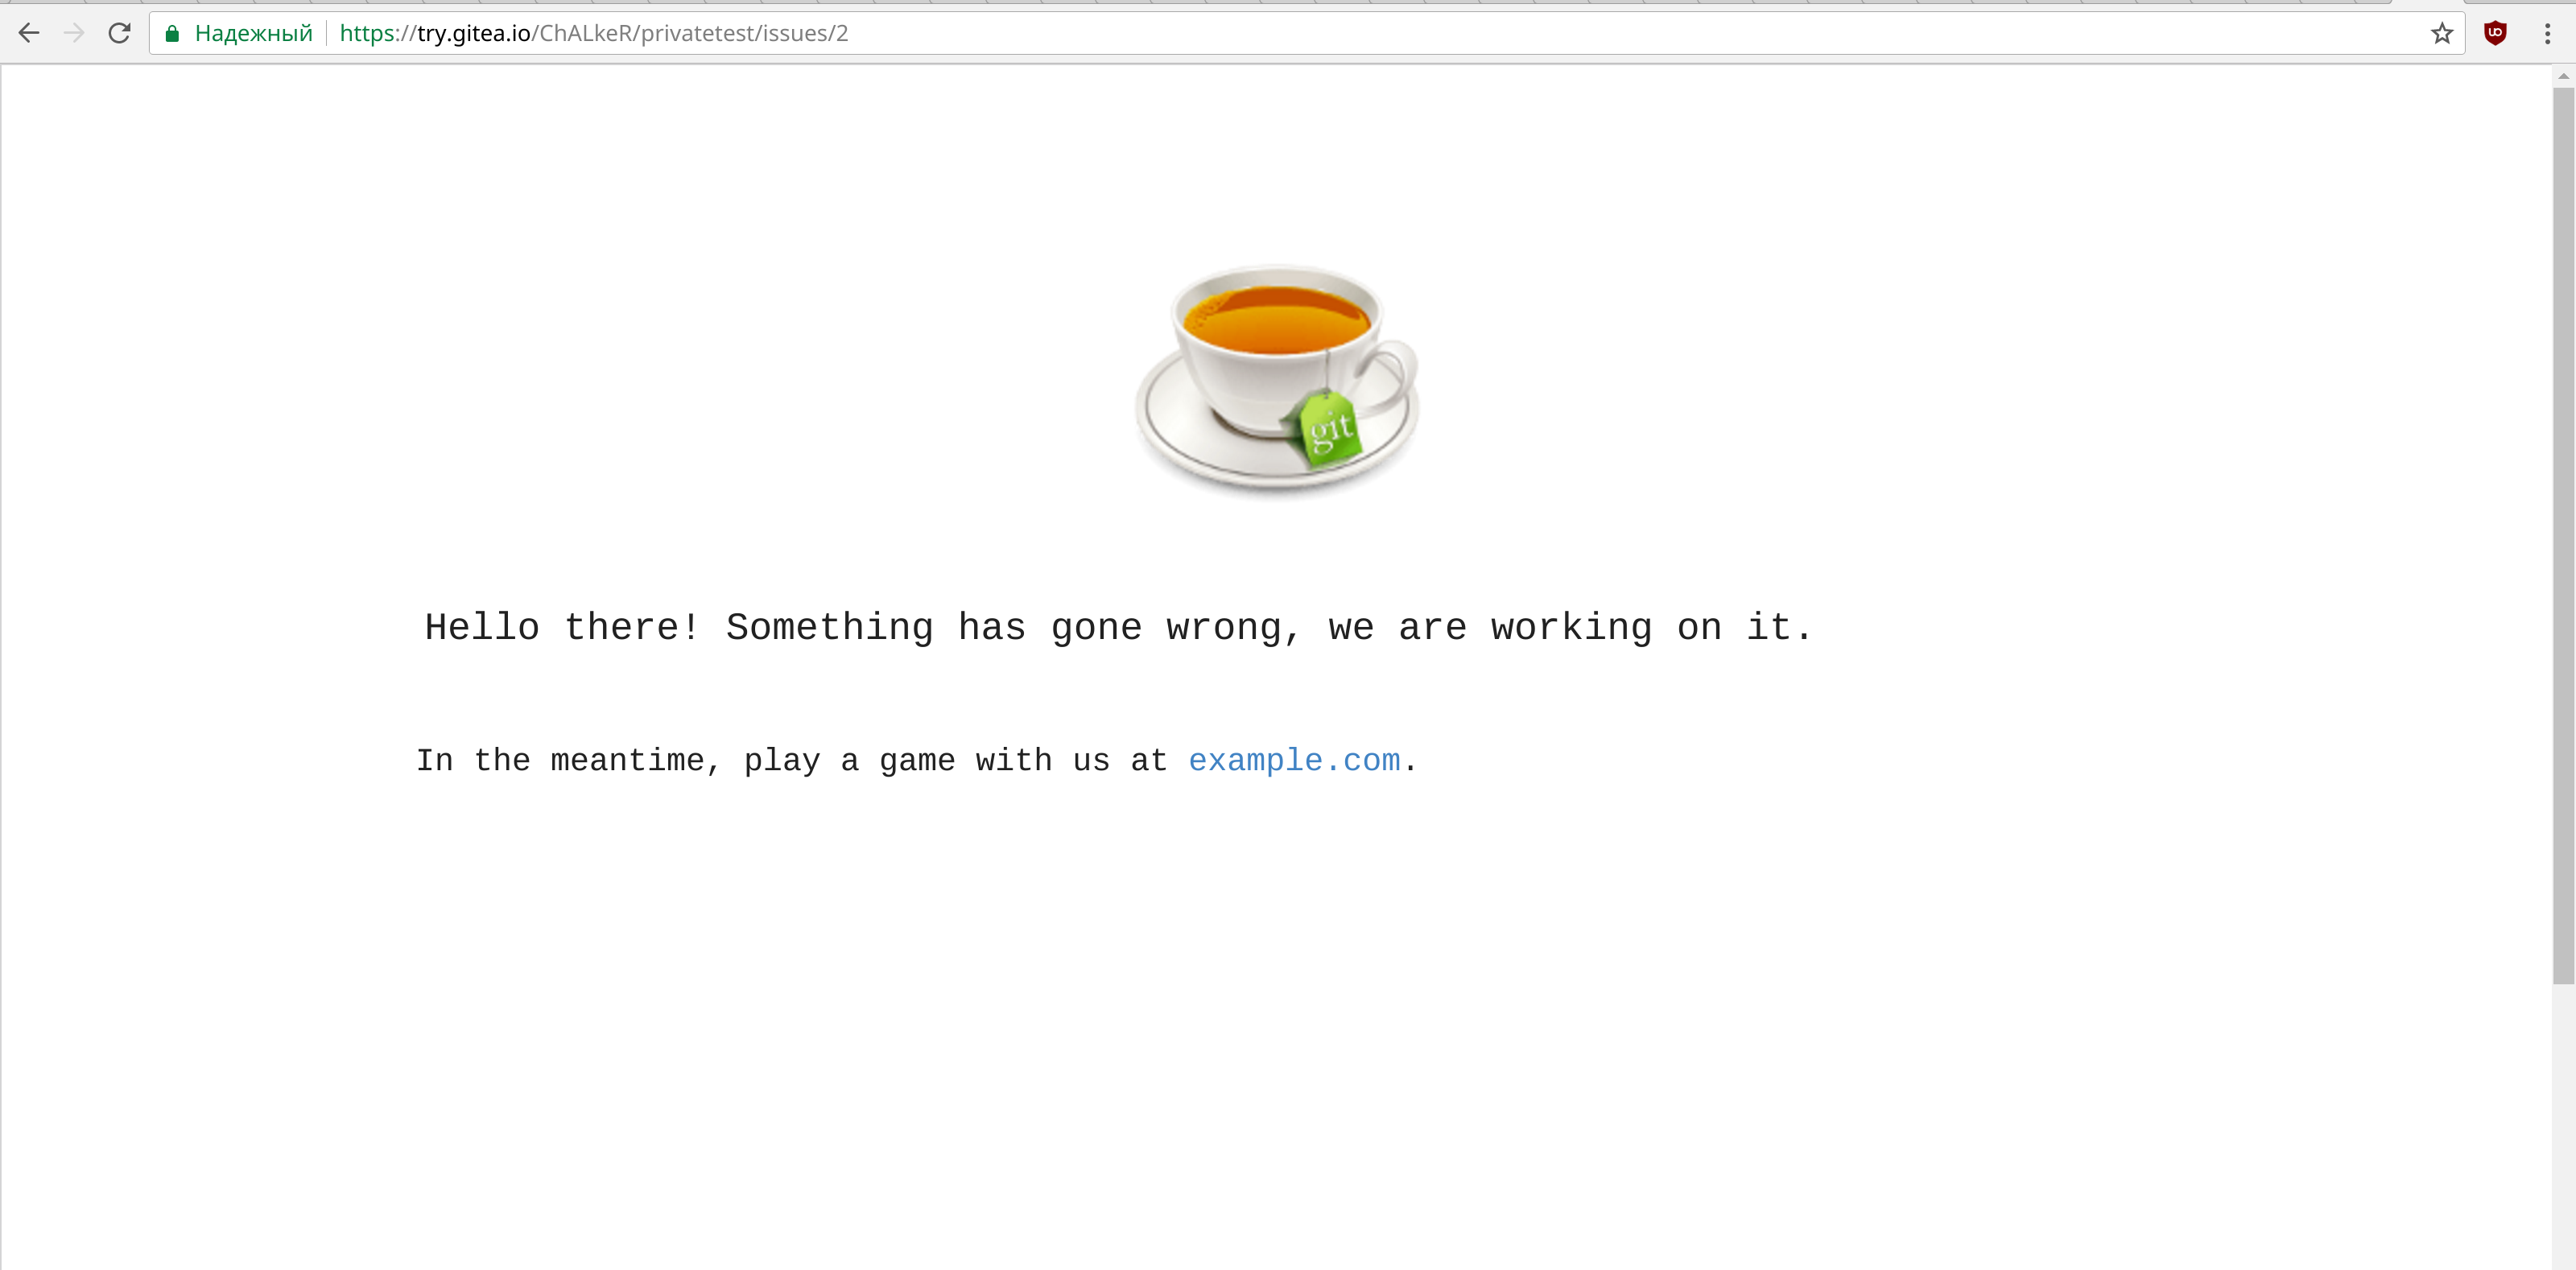 Надежный https://try.gitea.io/ChALkeR/privatetest/issues/2
git
Hello there! Something has gone wrong, we are working on it.
In the meantime, play a game with us at example.com.